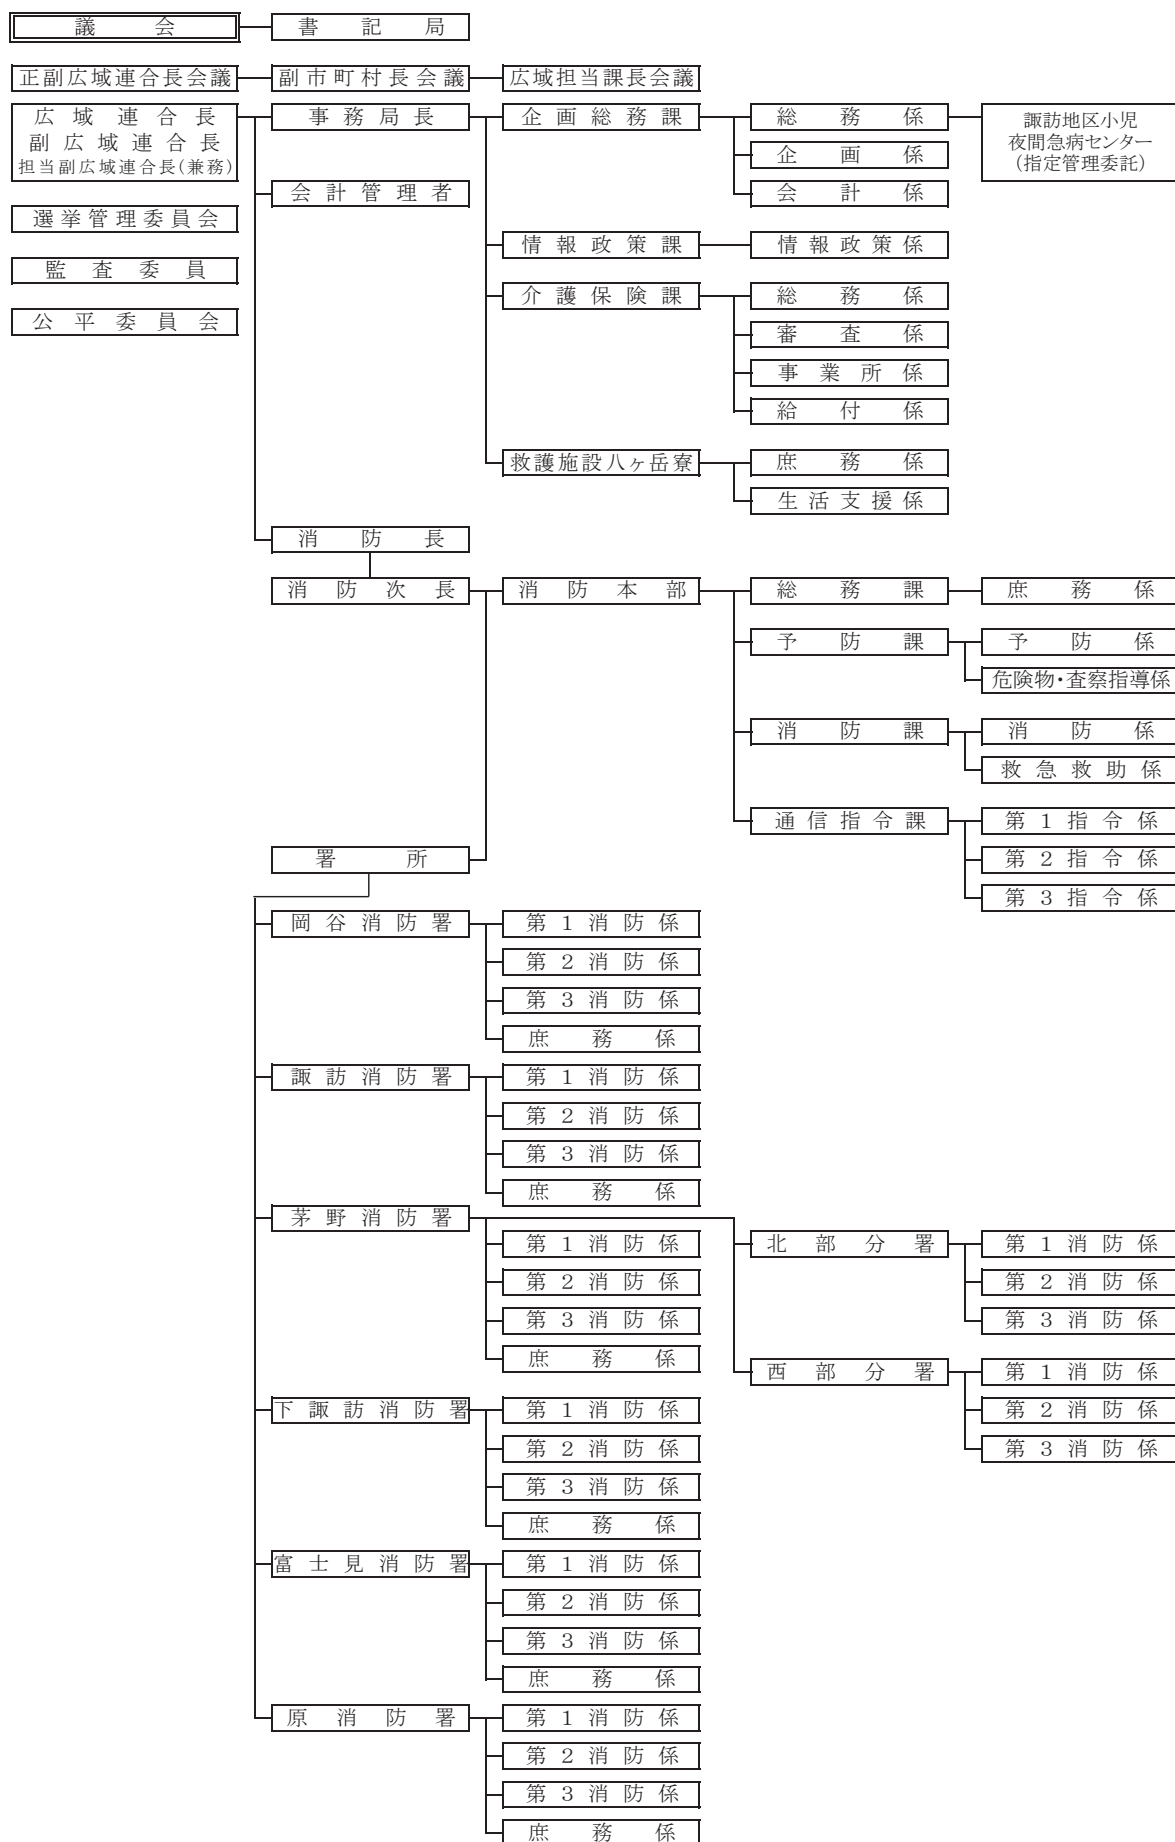 議会 書記局
正副広域連合長会議 副市町村長会議 広域担当課長会議
広域連合長 事務局長 企画総務課 総務係 諏訪地区小児
副広域連合長 夜間急病センター
担当副広域連合長(兼務) 企画係 (指定管理委託)
会計管理者 会計係
選挙管理委員会
情報政策課 情報政策係
監査委員
介護保険課 総務係
公平委員会 審査係
事業所係
給付係
救護施設八ヶ岳寮 庶務係
生活支援係
消防長
消防次長 消防本部 総務課 庶務係
予防課 予防係
危険物・査察指導係
消防課 消防係
救急救助係
通信指令課 第1指令係
署所 第2指令係
第3指令係
岡谷消防署 第1消防係
第2消防係
第3消防係
庶務係
諏訪消防署 第1消防係
第2消防係
第3消防係
庶務係
茅野消防署
第1消防係 北部分署 第1消防係
第2消防係 第2消防係
第3消防係 第3消防係
庶務係 西部分署 第1消防係
下諏訪消防署 第1消防係 第2消防係
第2消防係 第3消防係
第3消防係
庶務係
富士見消防署 第1消防係
第2消防係
第3消防係
庶務係
原消防署 第1消防係
第2消防係
第3消防係
庶務係